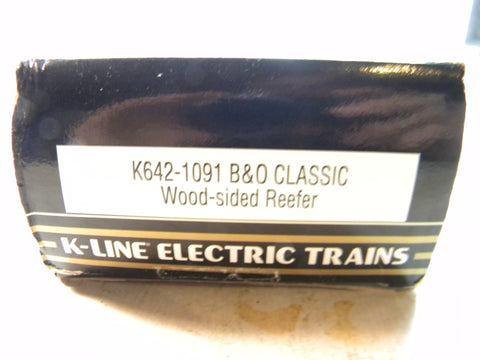 K642-1091 B&O CLASSIC
Wood-sided Reefer
K-LINE ELECTRIC TRAINS